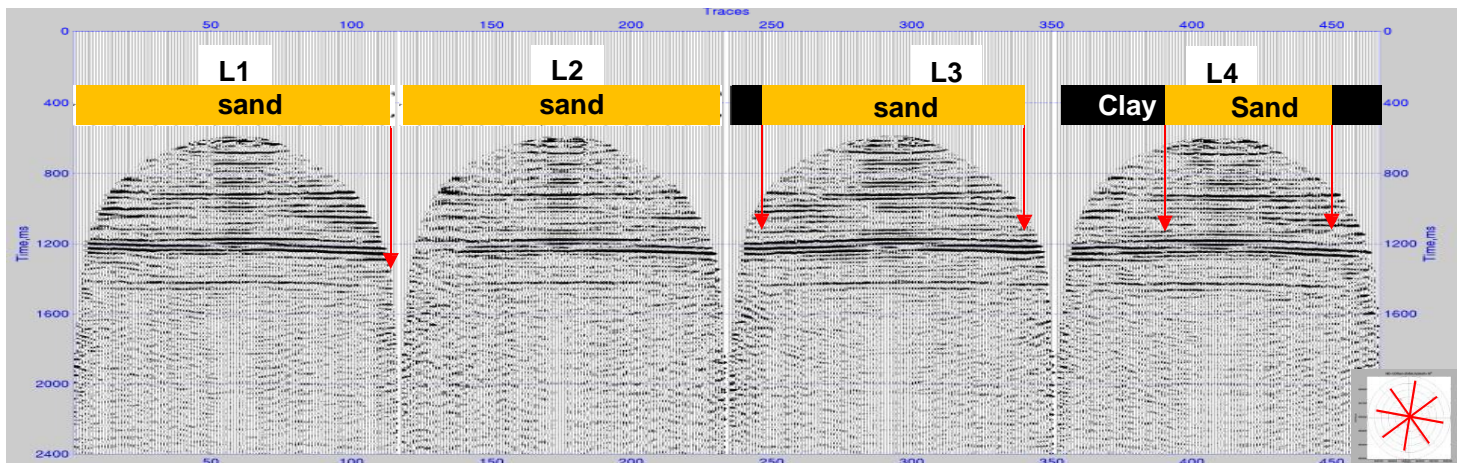 Traces
50 100 150 200 250 300 350 400 450
0 0
L1 L2 L3 L4
400 sand sand sand Clay Sand 400
800 800
Time,ms 1200 1200 Time,ms
1600 1600
2000
2400
50 100 150 200 250 300 350 400 450